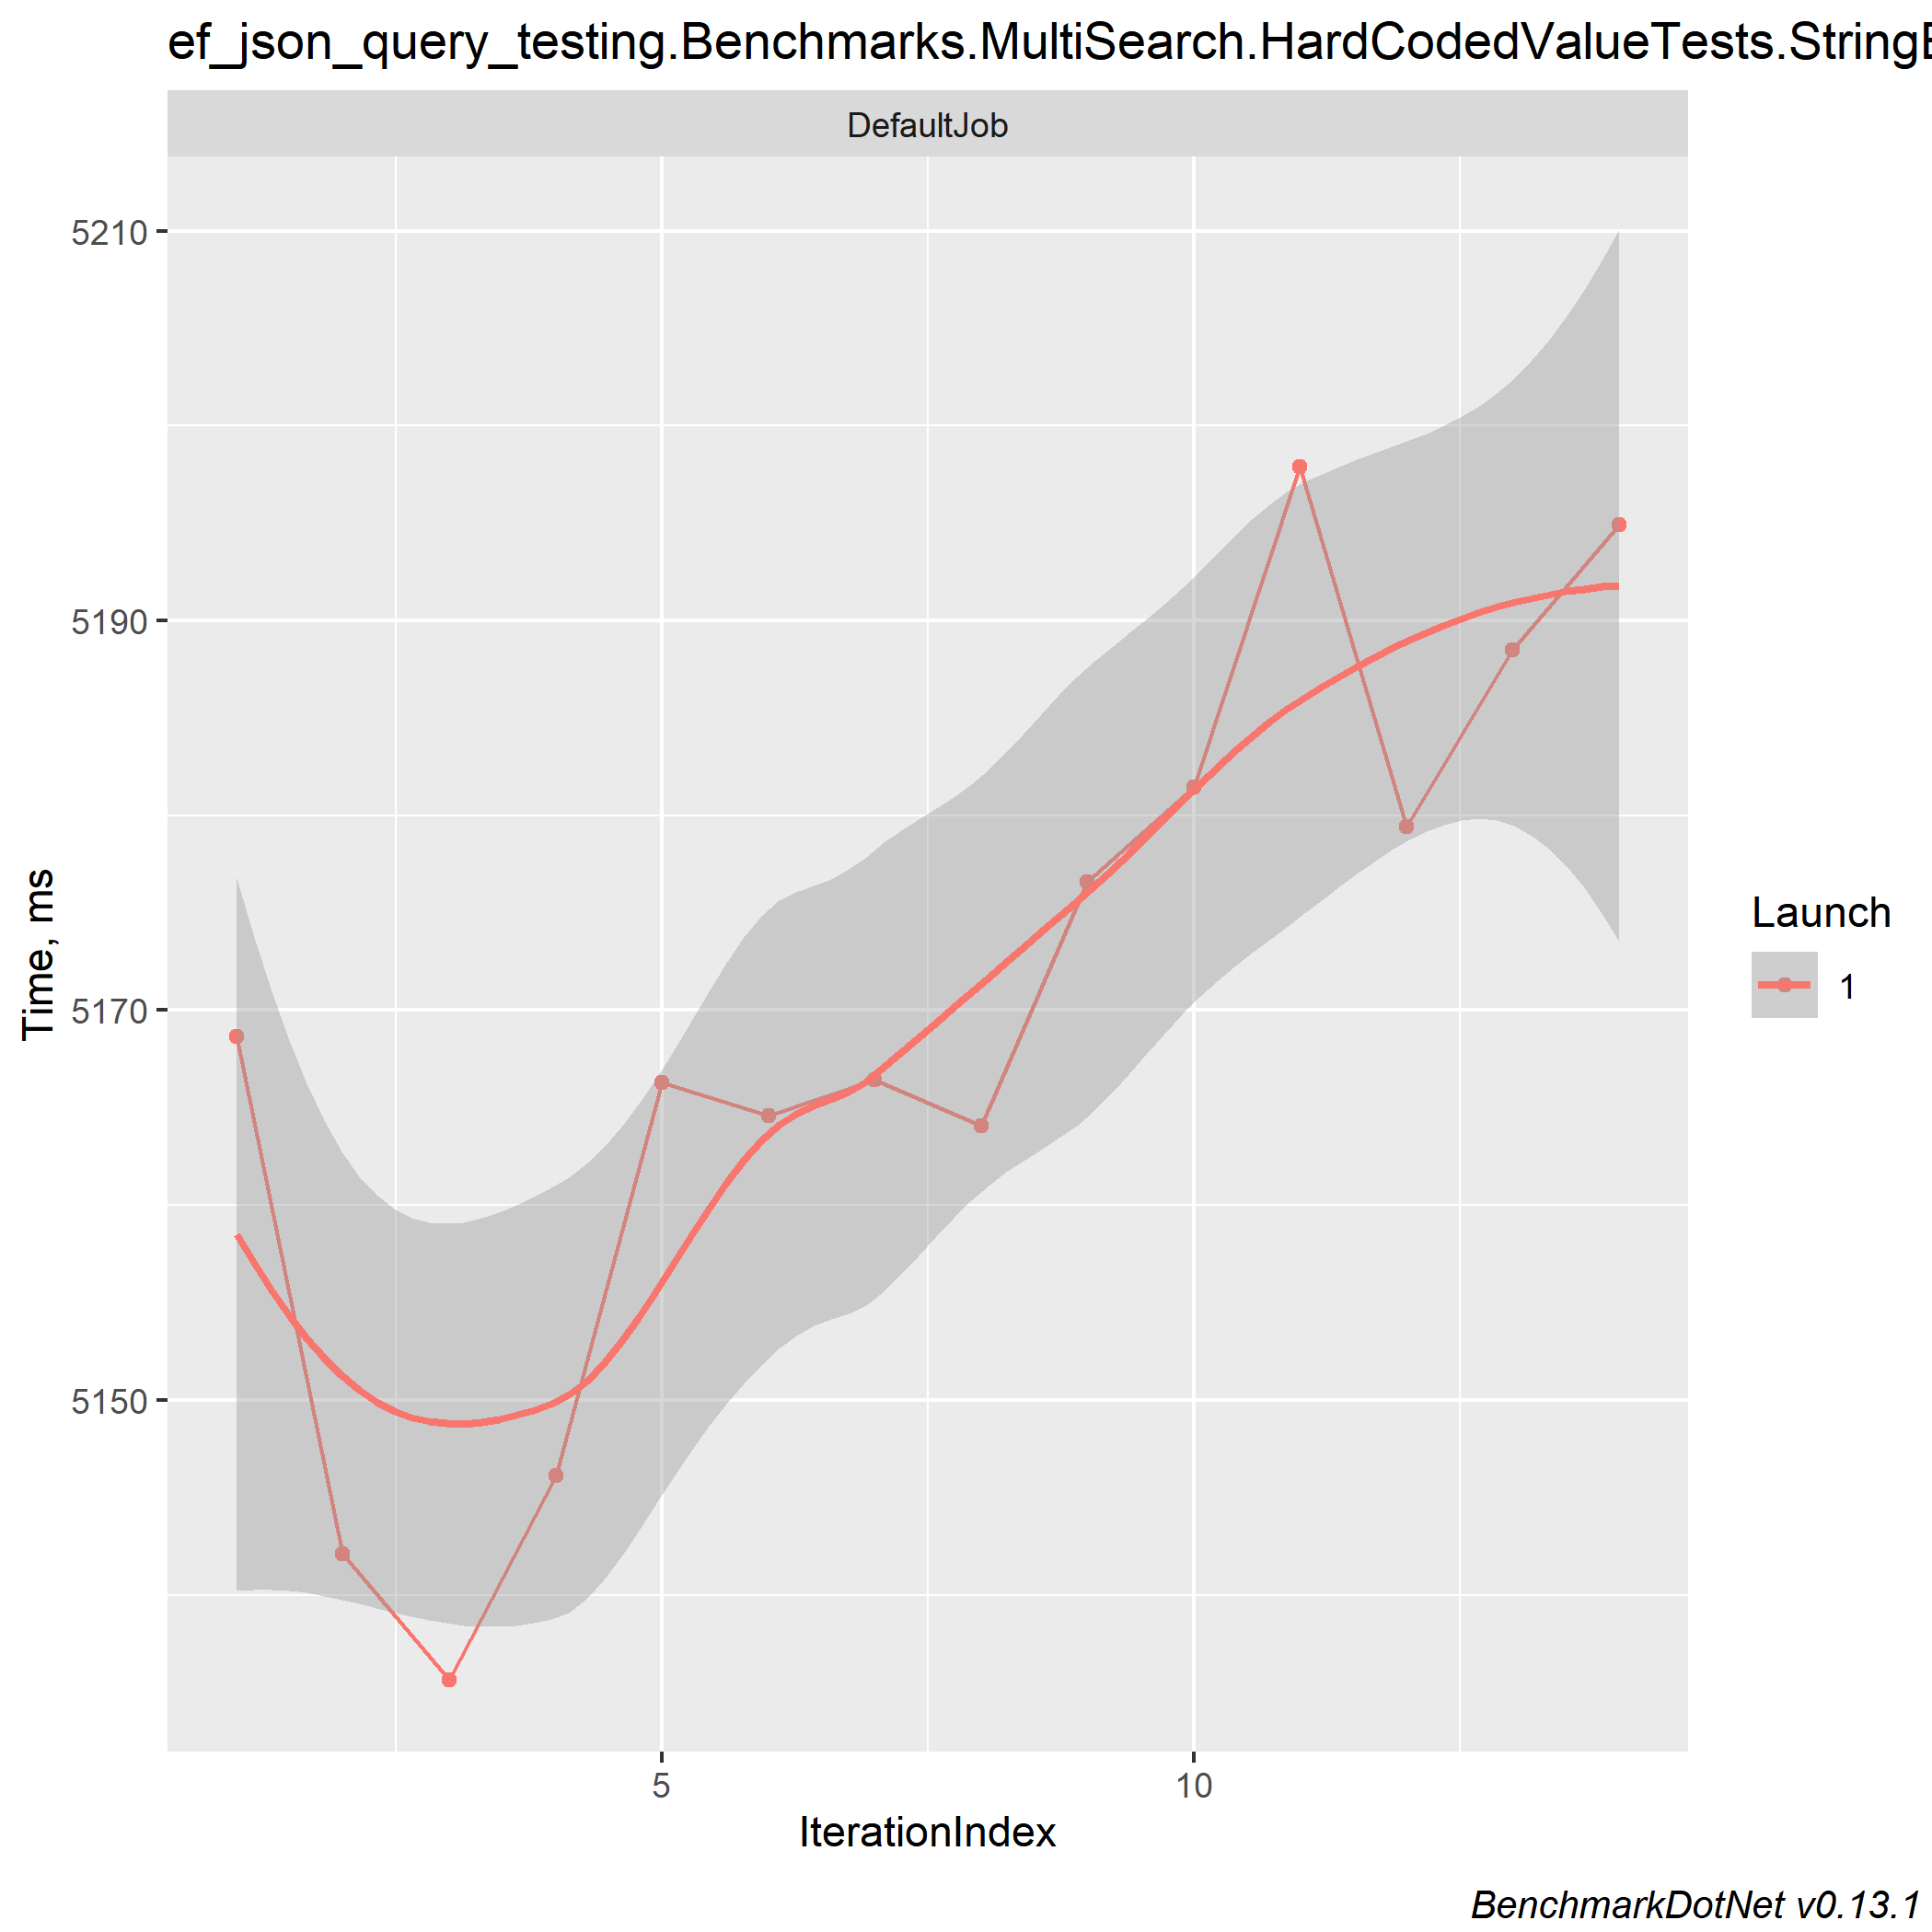 ef_json_query_testing.Benchmarks.MultiSearch.HardCodedValueTests.String
DefaultJob
5210
5190
5170
5150
Time, ms
5
10
IterationIndex
Launch
1
BenchmarkDotNet v0.13.1